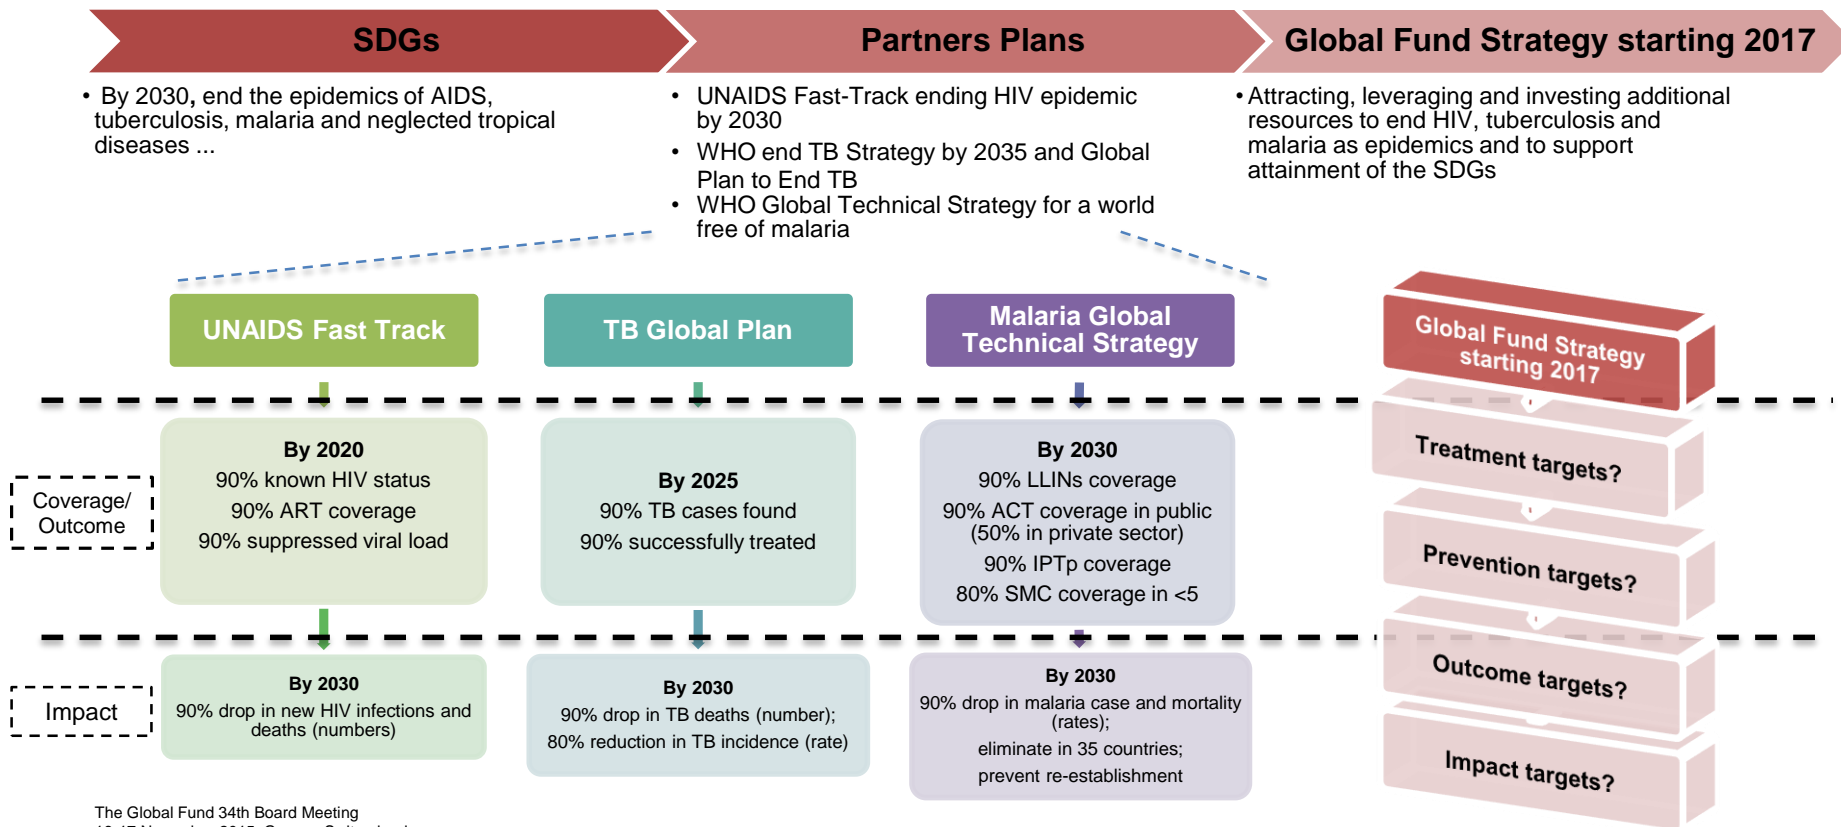 SDGs
Partners Plans
Global Fund Strategy starting 2017
• By 2030, end the epidemics of AIDS,
tuberculosis, malaria and neglected tropical
diseases ...
• UNAIDS Fast-Track ending HIV epidemic
by 2030
• WHO end TB Strategy by 2035 and Global
Plan to End TB
• WHO Global Technical Strategy for a world
free of malaria
• Attracting, leveraging and investing additional
resources to end HIV, tuberculosis and
malaria as epidemics and to support
attainment of the SDGs
UNAIDS Fast Track
TB Global Plan
Malaria Global
Technical Strategy
Global Fund Strategy
starting 2017
Coverage/
Outcome
By 2020
90% known HIV status
90% ART coverage
90% suppressed viral load
By 2025
90% TB cases found
90% successfully treated
By 2030
90% LLINs coverage
90% ACT coverage in public
(50% in private sector)
90% IPTp coverage
80% SMC coverage in <5
Treatment targets?
Prevention targets?
Outcome targets?
Impact targets?
Impact
By 2030
90% drop in new HIV infections and
deaths (numbers)
By 2030
90% drop in TB deaths (number);
80% reduction in TB incidence (rate)
By 2030
90% drop in malaria case and mortality
(rates);
eliminate in 35 countries;
prevent re-establishment
The Global Fund 34th Board Meeting